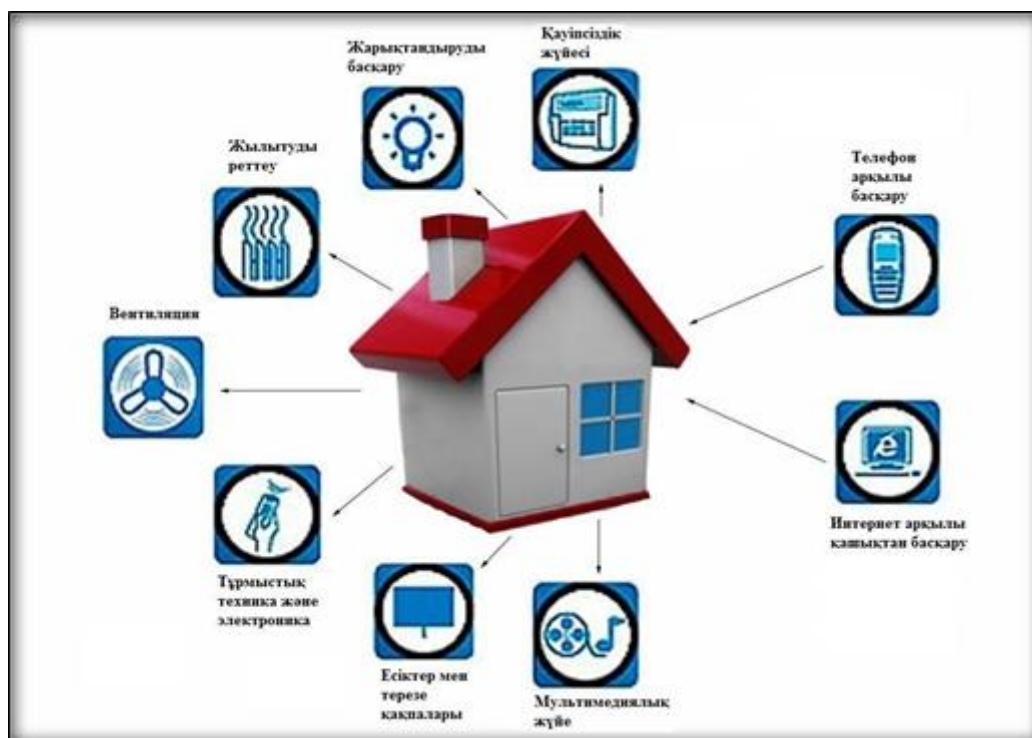 Қауіпсіздік
жүйесі
Жарықтандыруды
басқару
Жылытуды
реттеу
Телефон
арқылы
басқару
Вентиляция
Интернет арқылы
қашықтан басқару
Тұрмыстық
техника және
электроника
Есіктер мен
терезе
қақпалары
Мультимедиялық
жүйе